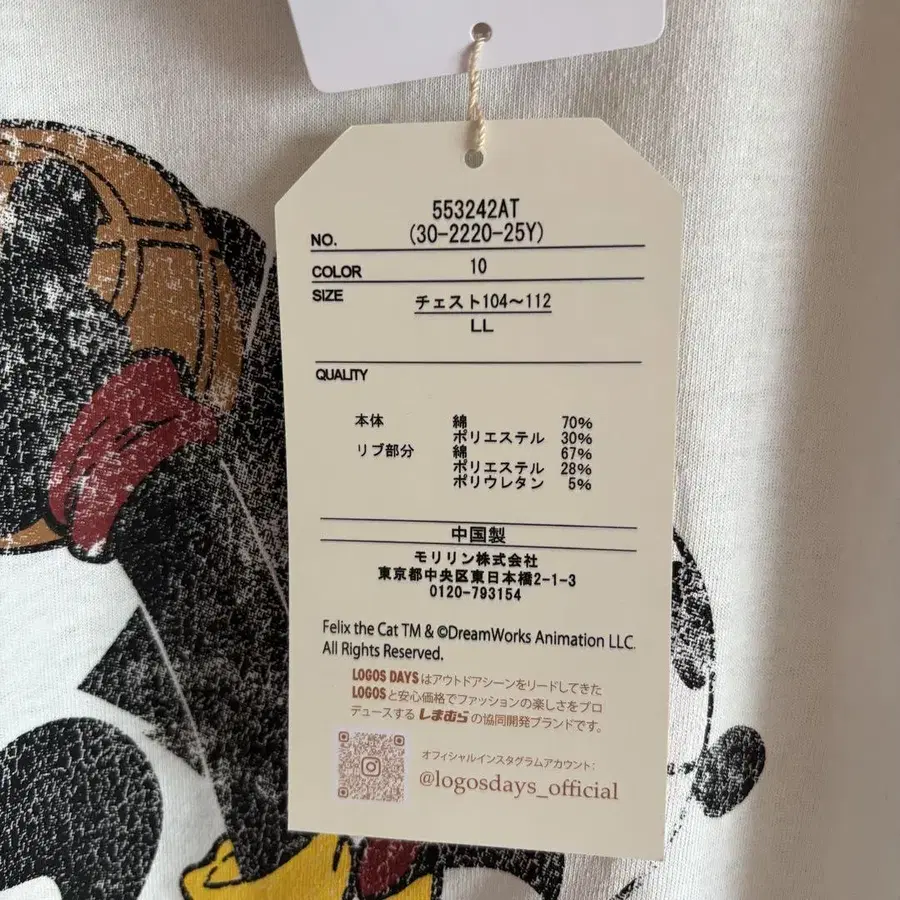 553242AT
NO. (30-2220-25Y)
COLOR 10
SIZE チェスト104〜112
LL
QUALITY
本体 綿 70%
ポリエステル 30%
リブ部分 綿 67%
ポリエステル 28%
ポリウレタン 5%
中国製
モリリン株式会社
東京都中央区東日本橋2-1-3
0120-793154
Felix the Cat TM & ©DreamWorks Animation LLC.
All Rights Reserved.
LOGOS DAYS はアウトドアシーンをリードしてきた
LOGOS と安心価格でファッションの楽しさをプロ
デュースする しまむら の協同開発ブランドです。
オフィシャルインスタグラムアカウント:
@logosdays_official